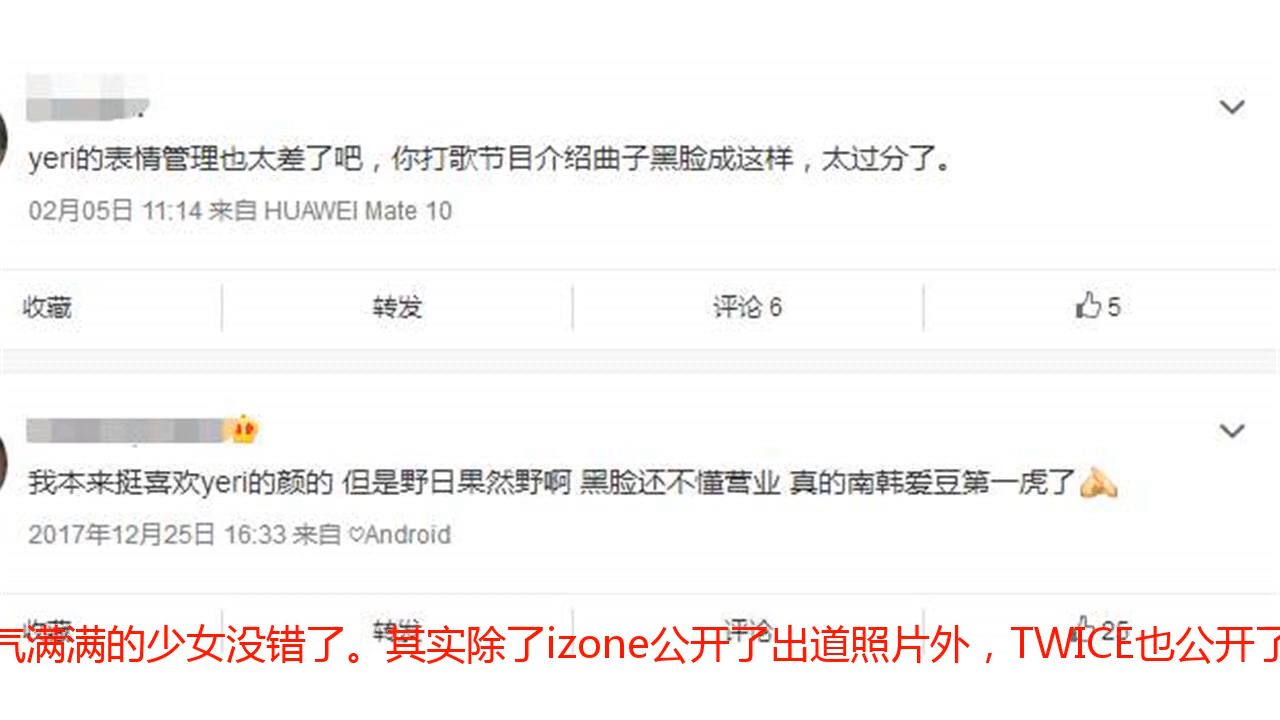 yeri的表情管理也太差了吧，你打歌节目介绍曲子黑脸成这样，太过分了。
02月05日 11:14 来自 HUAWEI Mate 10
收藏 转发 评论 6 5
我本来挺喜欢yeri的颜的 但是野日果然野啊 黑脸还不懂营业 真的南韩爱豆第一虎了
2017年12月25日 16:33 来自 ♡Android
收藏 转发 评论 25
气满满的少女没错了。其实除了izone公开了出道照片外，TWICE也公开了